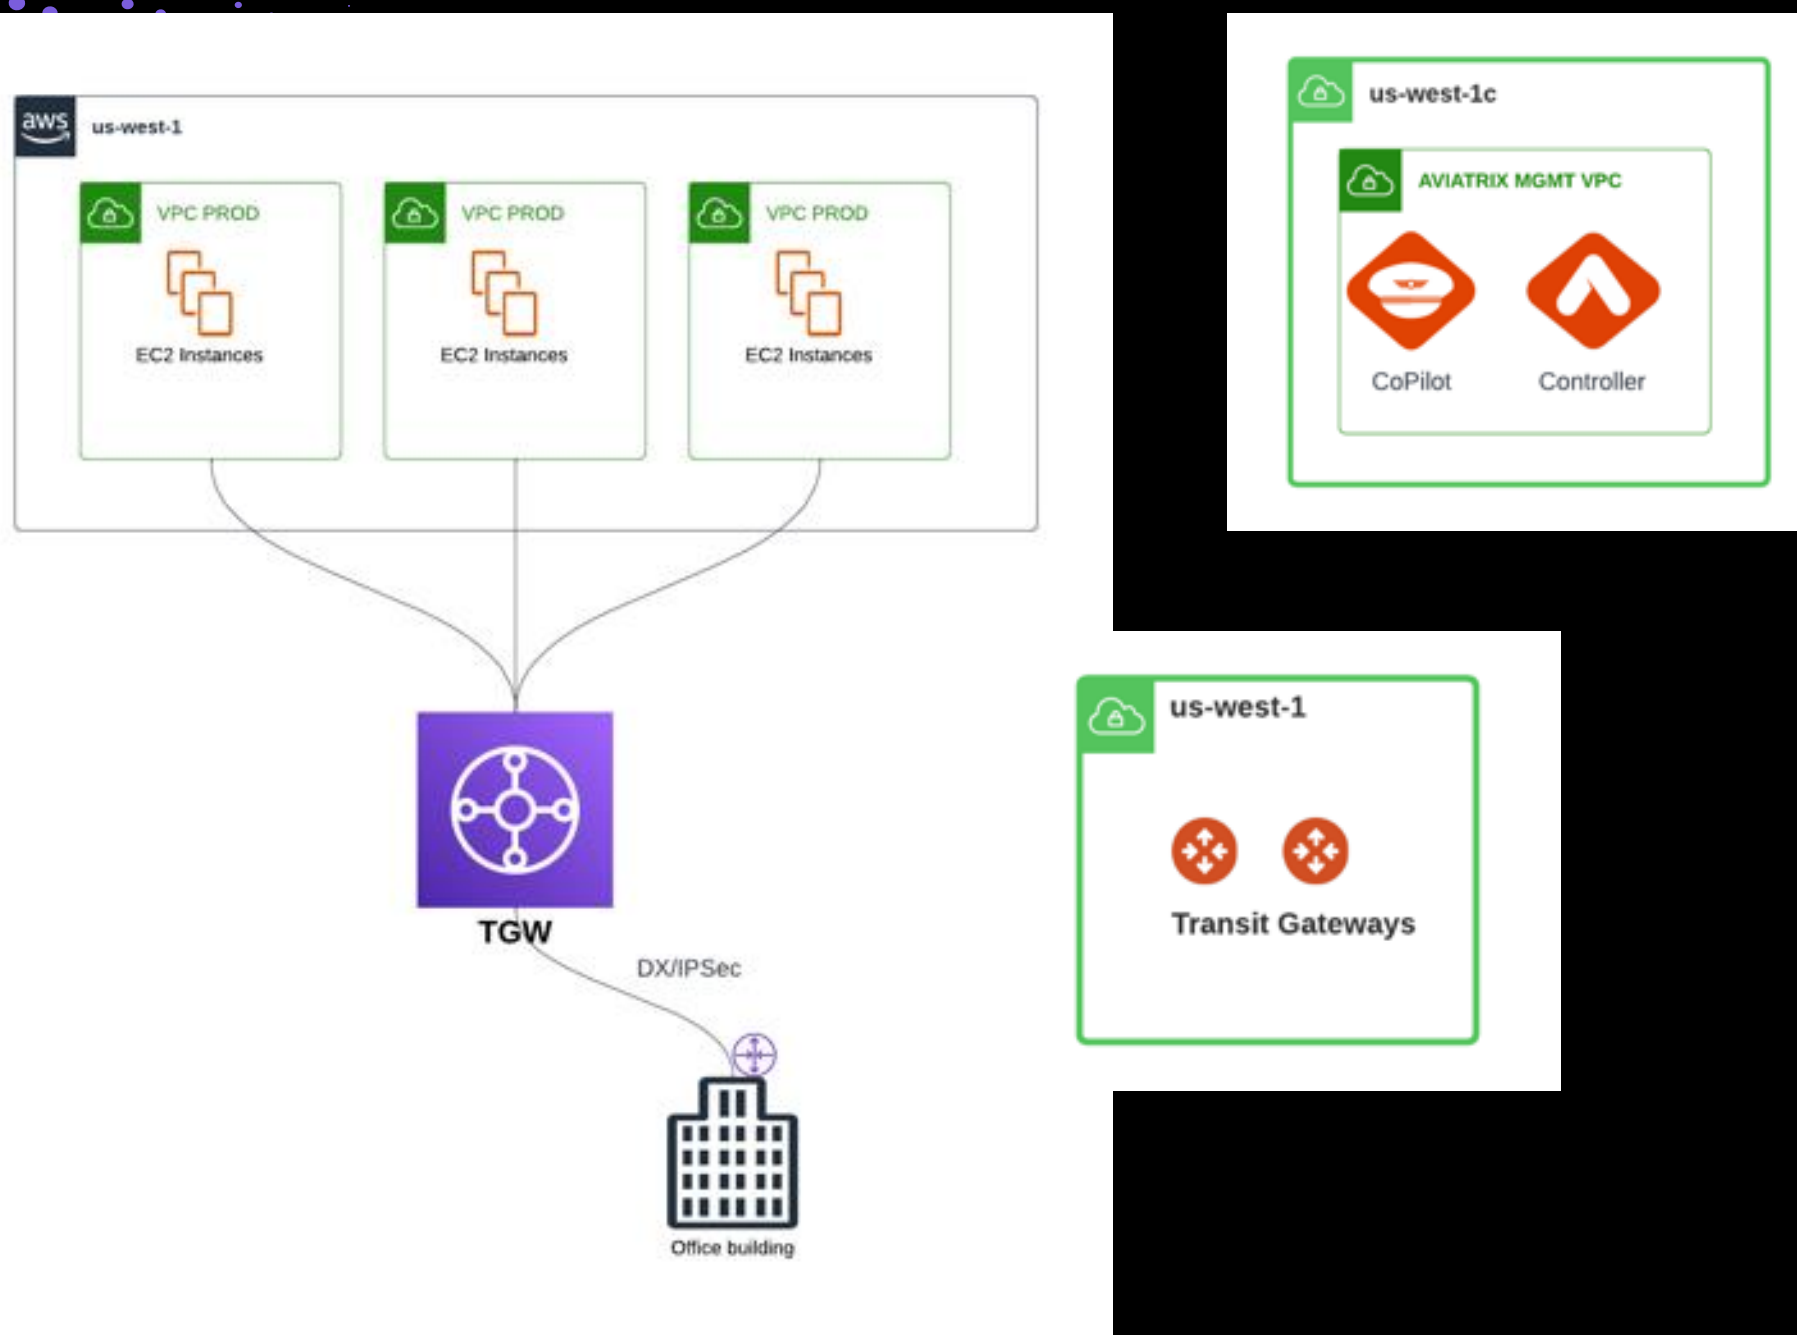 aws
us-west-1
VPC PROD
EC2 Instances
VPC PROD
EC2 Instances
VPC PROD
EC2 Instances
TGW
DX/IPSec
Office building
us-west-1c
AVIATRIX MGMT VPC
CoPilot
Controller
us-west-1
Transit Gateways